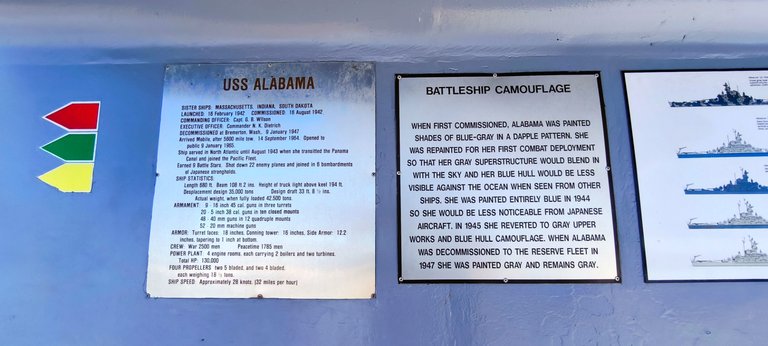 USS ALABAMA
SISTER SHIPS: MASSACHUSETTS, INDIANA, SOUTH DAKOTA
LAUNCHED: 16 February 1942 COMMISSIONED: 16 August 1942
COMMANDING OFFICER: Capt. G. B. Wilson
EXECUTIVE OFFICER: Commander N. K. Dietrich
DECOMMISSIONED at Bremerton, Wash., 9 January 1947
Arrived Mobile, after 5600 mile tow, 14 September 1964. Opened to
public 9 January 1965.
Ship served in North Atlantic until August 1943 when she transited the Panama
Canal and joined the Pacific Fleet.
Earned 9 Battle Stars. Shot down 22 enemy planes and joined in 6 bombardments
of Japanese strongholds.
SHIP STATISTICS:
Length 680 ft. Beam 108 ft 2 ins. Height of truck light above keel 194 ft.
Desplacement design 35,000 tons Design draft 33 ft. 8 ½ ins.
Actual weight, when fully loaded 42,500 tons.
ARMAMENT: 9 - 16 inch 45 cal. guns in three turrets
20 - 5 inch 38 cal. guns in ten closed mounts
48 - 40 mm guns in 12 quadruple mounts
52 - 20 mm machine guns
ARMOR: Turret faces: 18 inches. Conning tower: 16 inches. Side Armor: 12.2
inches, tapering to 1 inch at bottom.
CREW: War 2500 men Peacetime 1785 men
POWER PLANT: 4 engine rooms, each carrying 2 boilers and two turbines.
Total HP: 130,000
FOUR PROPELLERS two 5 bladed, and two 4 bladed,
each weighing 18 ½ tons.
SHIP SPEED: Approximately 28 knots. (32 miles per hour)
BATTLESHIP CAMOUFLAGE
WHEN FIRST COMMISSIONED, ALABAMA WAS PAINTED
SHADES OF BLUE-GRAY IN A DAPPLE PATTERN. SHE
WAS REPAINTED FOR HER FIRST COMBAT DEPLOYMENT
SO THAT HER GRAY SUPERSTRUCTURE WOULD BLEND IN
WITH THE SKY AND HER BLUE HULL WOULD BE LESS
VISIBLE AGAINST THE OCEAN WHEN SEEN FROM OTHER
SHIPS. SHE WAS PAINTED ENTIRELY BLUE IN 1944
SO SHE WOULD BE LESS NOTICEABLE FROM JAPANESE
AIRCRAFT. IN 1945 SHE REVERTED TO GRAY UPPER
WORKS AND BLUE HULL CAMOUFLAGE. WHEN ALABAMA
WAS DECOMMISSIONED TO THE RESERVE FLEET IN
1947 SHE WAS PAINTED GRAY AND REMAINS GRAY.